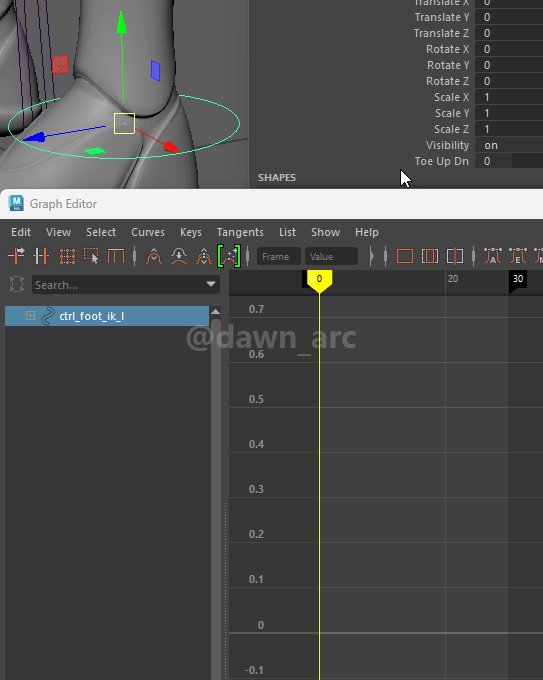 Translate X 0
Translate Y 0
Translate Z 0
Rotate X 0
Rotate Y 0
Rotate Z 0
Scale X 1
Scale Y 1
Scale Z 1
Visibility on
Toe Up Dn 0
SHAPES
M
Graph Editor
Edit View Select Curves Keys Tangents List Show Help
Frame Value
Search...
0 20 30
ctrl_foot_ik_l
@dawn_arc
0.7
0.6
0.5
0.4
0.3
0.2
0.1
0
-0.1